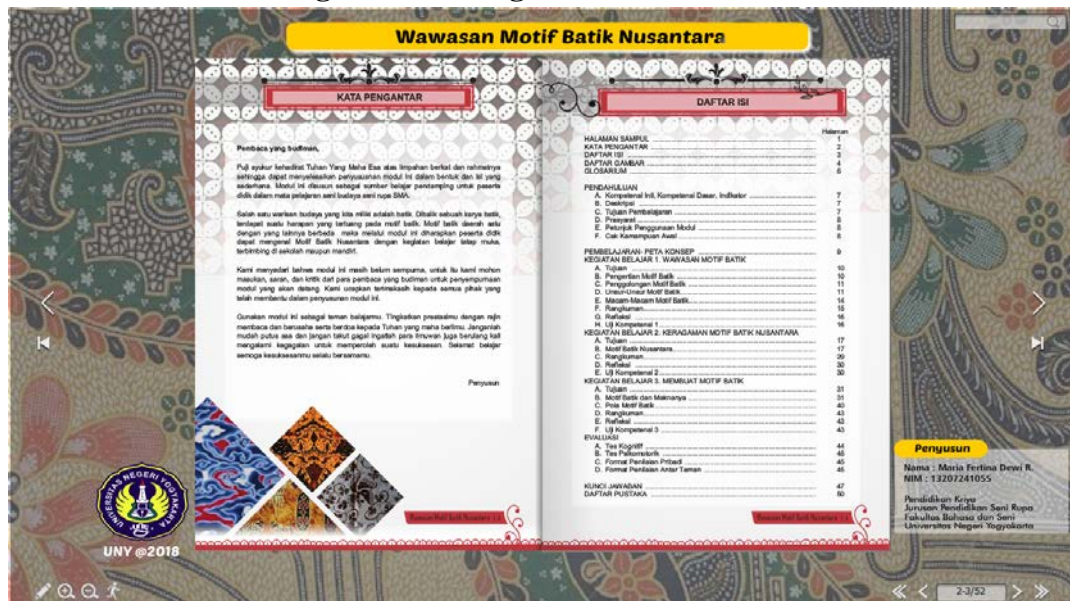 Wawasan Motif Batik Nusantara
KATA PENGANTAR
Pembaca yang budiman,
Puji syukur kehadirat Tuhan Yang Maha Esa atas limpahan berkat dan rahmatnya
sehingga dapat menyelesaikan penyusunan modul ini dalam bentuk dan isi yang
sederhana. Modul ini disusun sebagai sumber belajar pendamping untuk peserta
didik dalam mata pelajaran seni budaya seni rupa SMA.
Salah satu warisan budaya yang kita miliki adalah batik. Dibalik sebuah karya batik,
terdapat suatu harapan yang tertuang pada motif batik. Motif batik daerah satu
dengan yang lainnya berbeda maka melalui modul ini diharapkan peserta didik
dapat mengenal Motif Batik Nusantara dengan kegiatan belajar tatap muka,
terbimbing di sekolah maupun mandiri.
Kami menyadari bahwa modul ini masih belum sempurna, untuk itu kami mohon
masukan, saran, dan kritik dari para pembaca yang budiman untuk penyempurnaan
modul yang akan datang. Kami ucapkan terimakasih kepada semua pihak yang
telah membantu dalam penyusunan modul ini.
Gunakan modul ini sebagai teman belajarmu. Tingkatkan prestasimu dengan rajin
membaca dan berusaha serta berdoa kepada Tuhan yang maha berilmu. Janganlah
mudah putus asa dan jangan takut gagal ingatlah para ilmuwan juga berulang kali
mengalami kegagalan untuk memperoleh suatu kesuksesan. Selamat belajar
semoga kesuksesanmu selalu bersamamu.
Penyusun
DAFTAR ISI
Halaman
HALAMAN SAMPUL 1
KATA PENGANTAR 2
DAFTAR ISI 3
DAFTAR GAMBAR 4
GLOSARIUM
PENDAHULUAN
A. Kompetensi Inti, Kompetensi Dasar, Indikator 7
B. Deskripsi 7
C. Tujuan Pembelajaran 7
D. Prasyarat 8
E. Petunjuk Penggunaan Modul 8
F. Cek Kemampuan Awal 8
PEMBELAJARAN- PETA KONSEP 9
KEGIATAN BELAJAR 1. WAWASAN MOTIF BATIK
A. Tujuan 10
B. Pengertian Motif Batik 10
C. Penggolongan Motif Batik 11
D. Unsur-Unsur Motif Batik 11
E. Macam-Macam Motif Batik 14
F. Rangkuman 15
G. Refleksi 16
H. Uji Kompetensi 1 16
KEGIATAN BELAJAR 2. KERAGAMAN MOTIF BATIK NUSANTARA
A. Tujuan 17
B. Motif Batik Nusantara 17
C. Rangkuman 29
D. Refleksi 30
E. Uji Kompetensi 2 30
KEGIATAN BELAJAR 3. MEMBUAT MOTIF BATIK
A. Tujuan 31
B. Motif Batik dan Maknanya 31
C. Pola Motif Batik 40
D. Rangkuman 43
E. Refleksi 43
F. Uji Kompetensi 3 43
EVALUASI
A. Tes Kognitif 44
B. Tes Psikomotorik 45
C. Format Penilaian Pribadi 45
D. Format Penilaian Antar Teman 46
KUNCI JAWABAN 47
DAFTAR PUSTAKA 50
UNIVERSITAS NEGERI YOGYAKARTA
UNY @2018
Penyusun
Nama : Maria Fertina Dewi R.
NIM : 13207241055
Pendidikan Kriya
Jurusan Pendidikan Seni Rupa
Fakultas Bahasa dan Seni
Universitas Negeri Yogyakarta
2-3/52